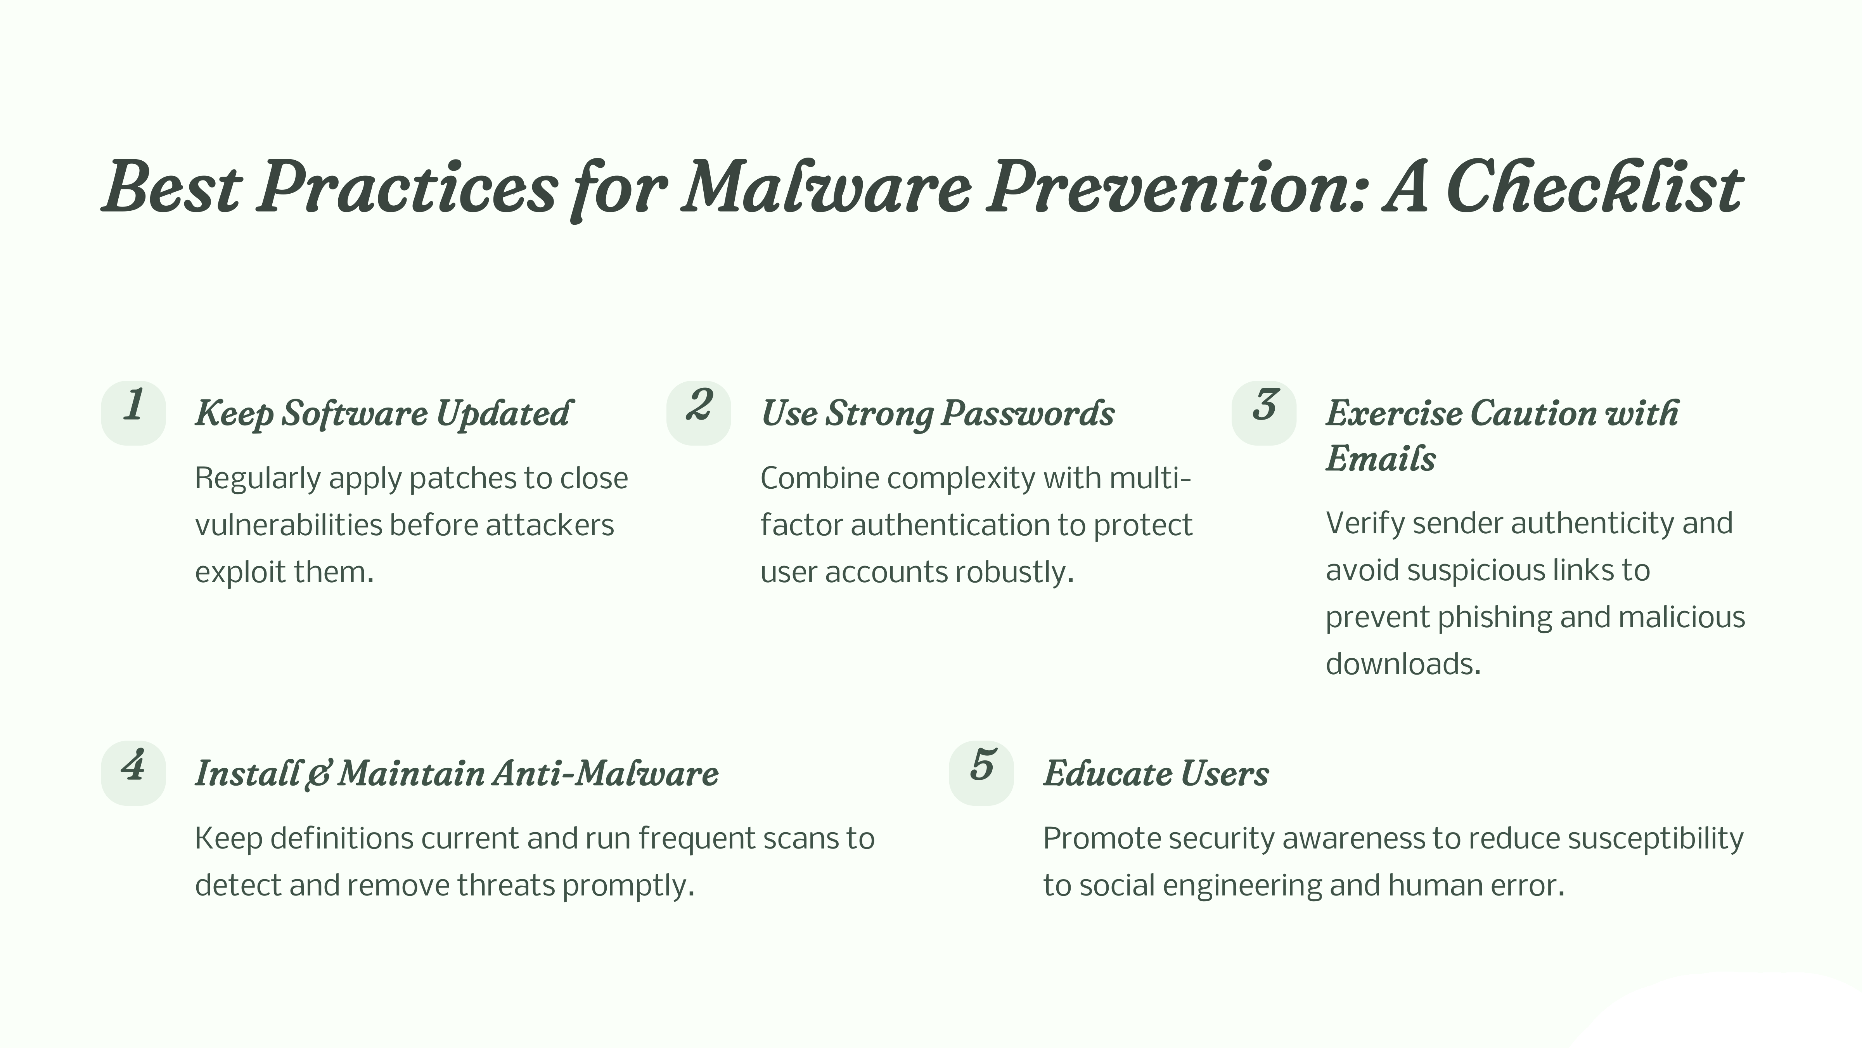 Best Practices for Malware Prevention: A Checklist
1
Keep Software Updated
Regularly apply patches to close
vulnerabilities before attackers
exploit them.
2
Use Strong Passwords
Combine complexity with multi-
factor authentication to protect
user accounts robustly.
3
Exercise Caution with
Emails
Verify sender authenticity and
avoid suspicious links to
prevent phishing and malicious
downloads.
4
Install & Maintain Anti-Malware
Keep definitions current and run frequent scans to
detect and remove threats promptly.
5
Educate Users
Promote security awareness to reduce susceptibility
to social engineering and human error.